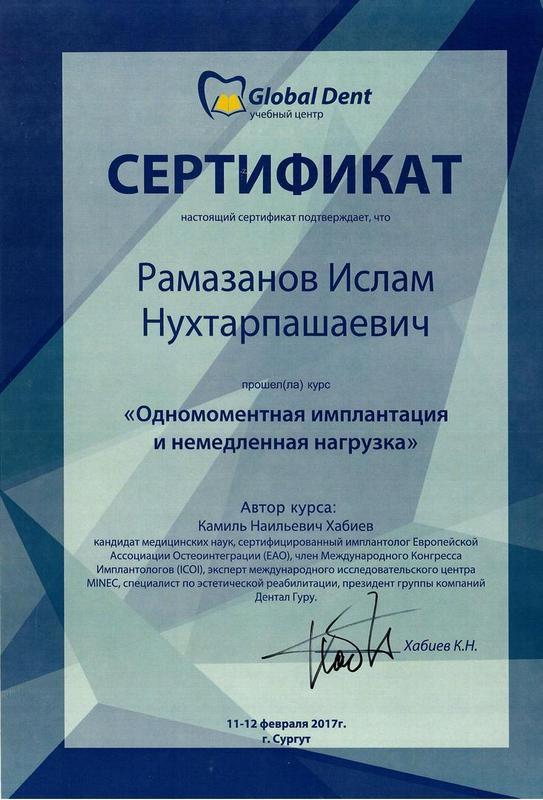 Global Dent
учебный центр
СЕРТИФИКАТ
настоящий сертификат подтверждает, что
Рамазанов Ислам
Нухтарпашаевич
прошел(ла) курс
«Одномоментная имплантация
и немедленная нагрузка»
Автор курса:
Камиль Наильевич Хабиев
кандидат медицинских наук, сертифицированный имплантолог Европейской
Ассоциации Остеоинтеграции (ЕАО), член Международного Конгресса
Имплантологов (ICOI), эксперт международного исследовательского центра
MINEC, специалист по эстетической реабилитации, президент группы компаний
Дентал Гуру.
Хабиев К.Н.
11-12 февраля 2017г.
г. Сургут